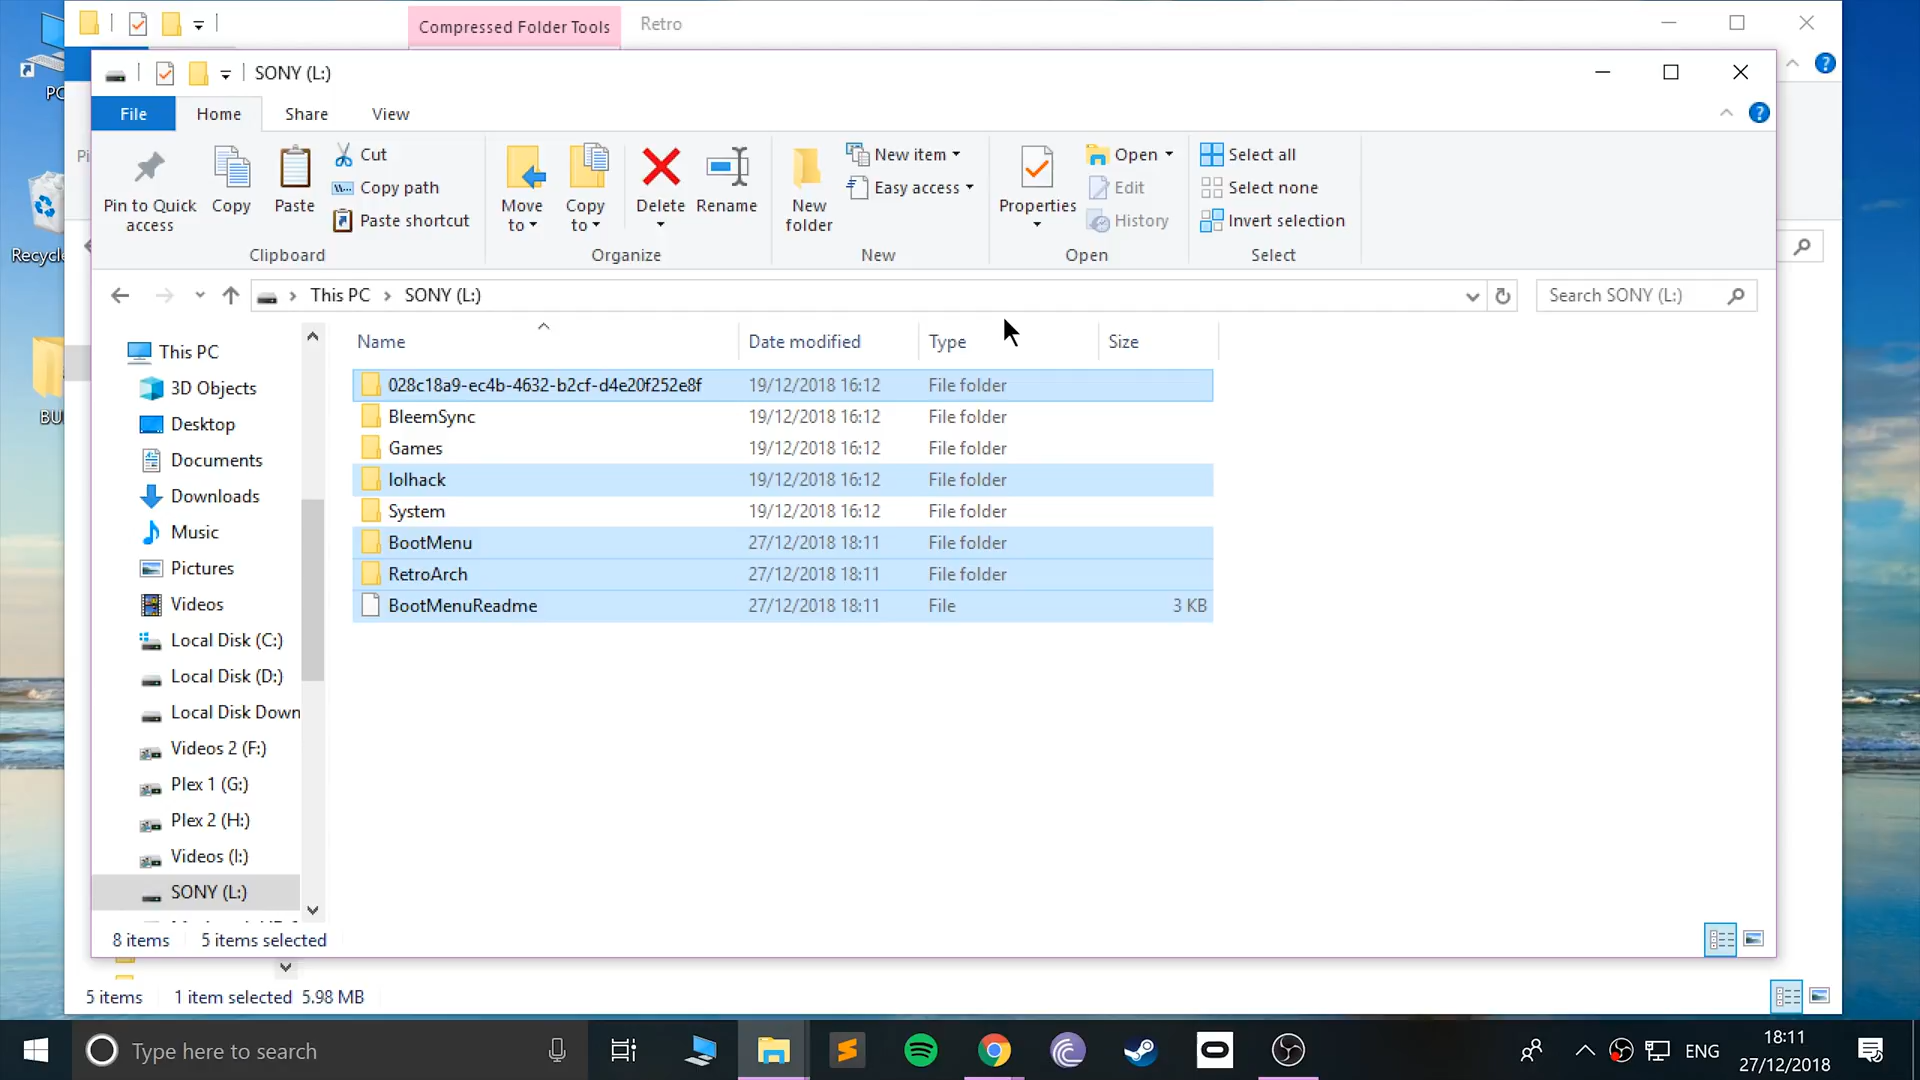 Compressed Folder Tools
Retro
SONY (L:)
File
Home
Share
View
Pin to Quick access
Copy
Paste
Cut
Copy path
Paste shortcut
Clipboard
Move to
Copy to
Delete
Rename
Organize
New folder
New item
Easy access
New
Properties
Open
Edit
History
Open
Select all
Select none
Invert selection
Select
This PC
SONY (L:)
Search SONY (L:)
Name
Date modified
Type
Size
028c18a9-ec4b-4632-b2cf-d4e20f252e8f 19/12/2018 16:12 File folder
BleemSync 19/12/2018 16:12 File folder
Games 19/12/2018 16:12 File folder
lolhack 19/12/2018 16:12 File folder
System 19/12/2018 16:12 File folder
BootMenu 27/12/2018 18:11 File folder
RetroArch 27/12/2018 18:11 File folder
BootMenuReadme 27/12/2018 18:11 File 3 KB
This PC
3D Objects
Desktop
Documents
Downloads
Music
Pictures
Videos
Local Disk (C:)
Local Disk (D:)
Local Disk Down
Videos 2 (F:)
Plex 1 (G:)
Plex 2 (H:)
Videos (I:)
SONY (L:)
8 items 5 items selected
5 items 1 item selected 5.98 MB
PC
Recycle
BU
Pi
Type here to search
ENG
18:11
27/12/2018